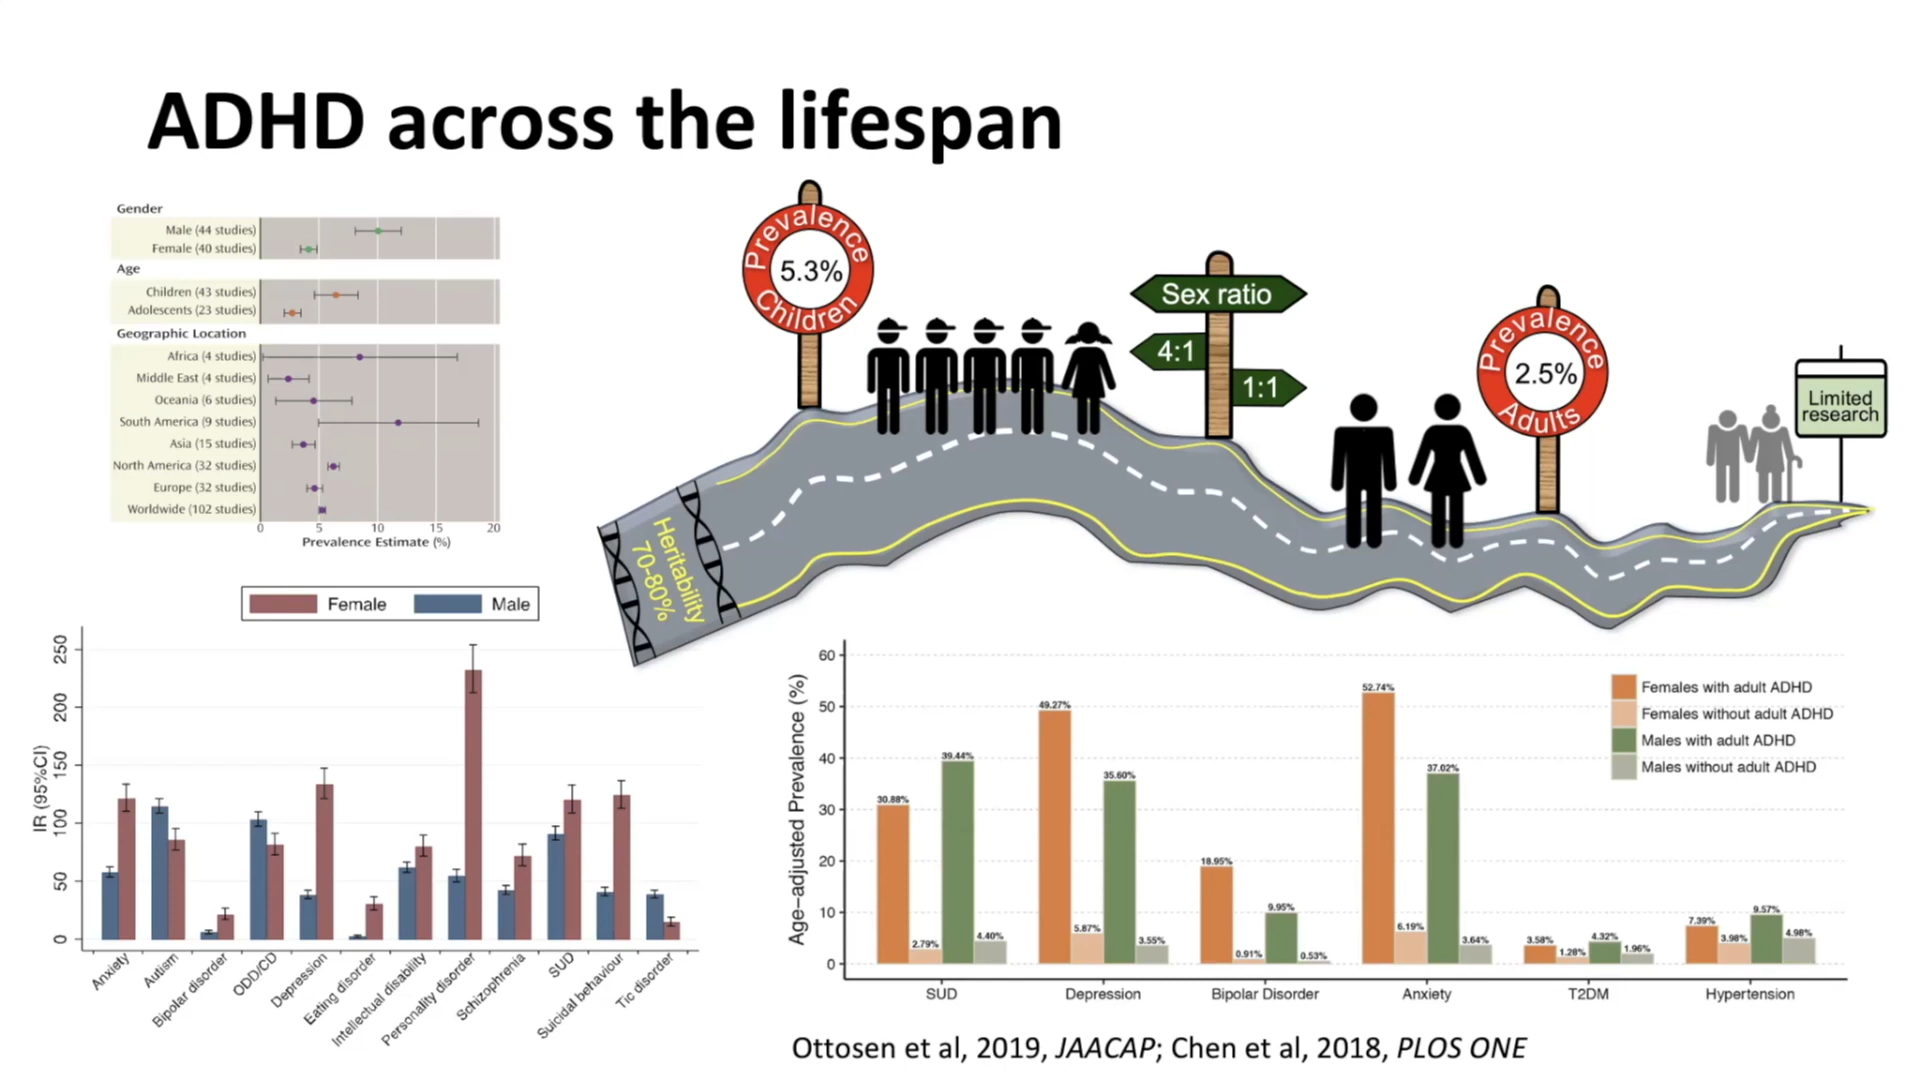 ADHD across the lifespan
Gender
Male (44 studies)
Female (40 studies)
Age
Children (43 studies)
Adolescents (23 studies)
Geographic Location
Africa (4 studies)
Middle East (4 studies)
Oceania (6 studies)
South America (9 studies)
Asia (15 studies)
North America (32 studies)
Europe (32 studies)
Worldwide (102 studies)
0 5 10 15 20
Prevalence Estimate (%)
Prevalence
5.3%
Children
Sex ratio
4:1
1:1
Prevalence
2.5%
Adults
Limited
research
Heritability
70-80%
Female Male
IR (95%CI)
250
200
150
100
50
0
Anxiety
Autism
Bipolar disorder
ODD/CD
Depression
Eating disorder
Intellectual disability
Personality disorder
Schizophrenia
SUD
Suicidal behaviour
Tic disorder
Age-adjusted Prevalence (%)
60
50
40
30
20
10
0
Females with adult ADHD
Females without adult ADHD
Males with adult ADHD
Males without adult ADHD
30.88% 2.79% 39.44% 4.40%
49.27% 5.87% 35.60% 3.55%
18.95% 0.91% 9.95% 0.53%
52.74% 6.19% 37.02% 3.64%
3.58% 1.28% 4.32% 1.96%
7.39% 3.98% 9.57% 4.98%
SUD Depression Bipolar Disorder Anxiety T2DM Hypertension
Ottosen et al, 2019, JAACAP; Chen et al, 2018, PLOS ONE